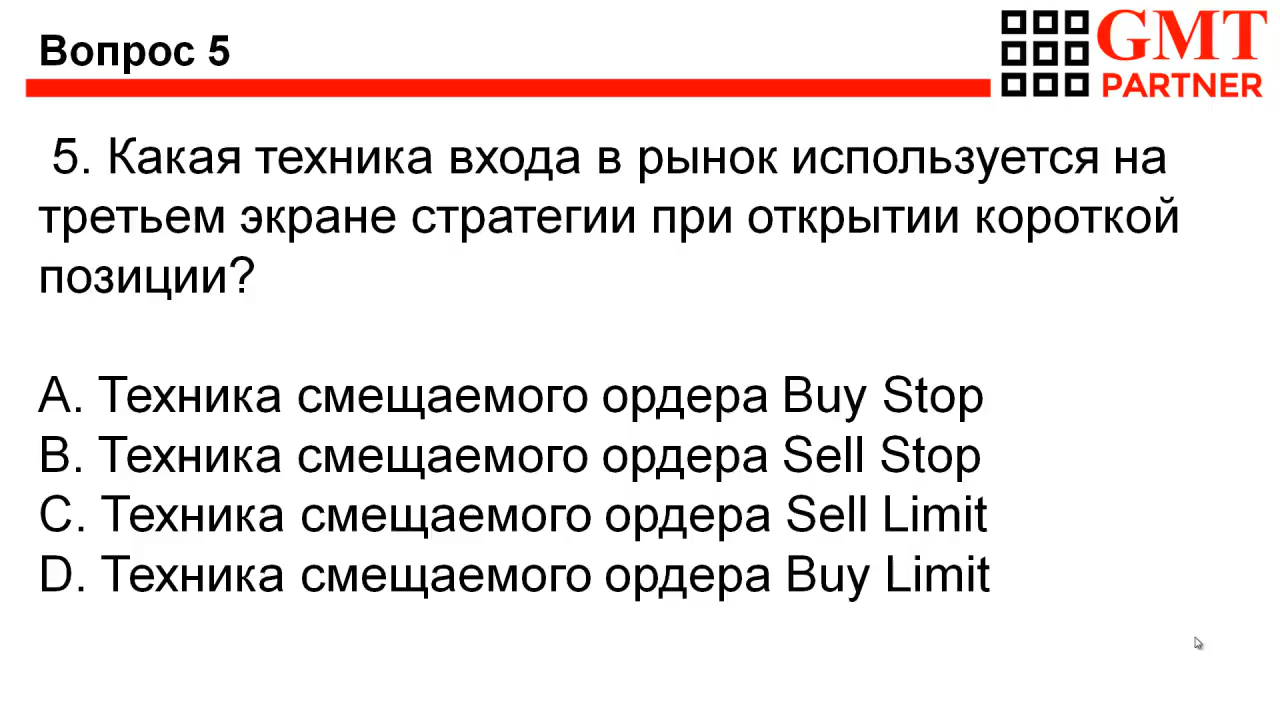 Вопрос 5
GMT
PARTNER
5. Какая техника входа в рынок используется на
третьем экране стратегии при открытии короткой
позиции?
A. Техника смещаемого ордера Buy Stop
B. Техника смещаемого ордера Sell Stop
C. Техника смещаемого ордера Sell Limit
D. Техника смещаемого ордера Buy Limit